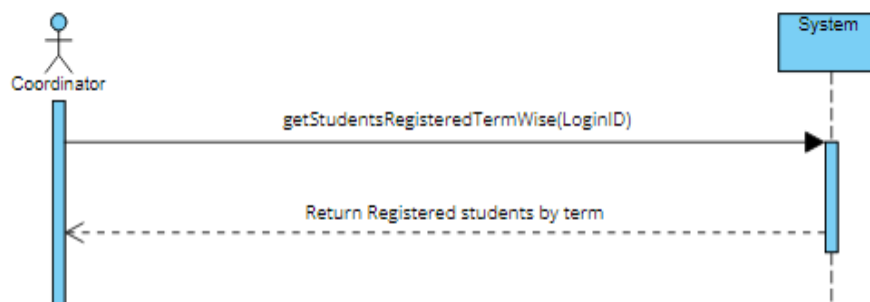 System
Coordinator
getStudentsRegisteredTermWise(LoginID)
Return Registered students by term